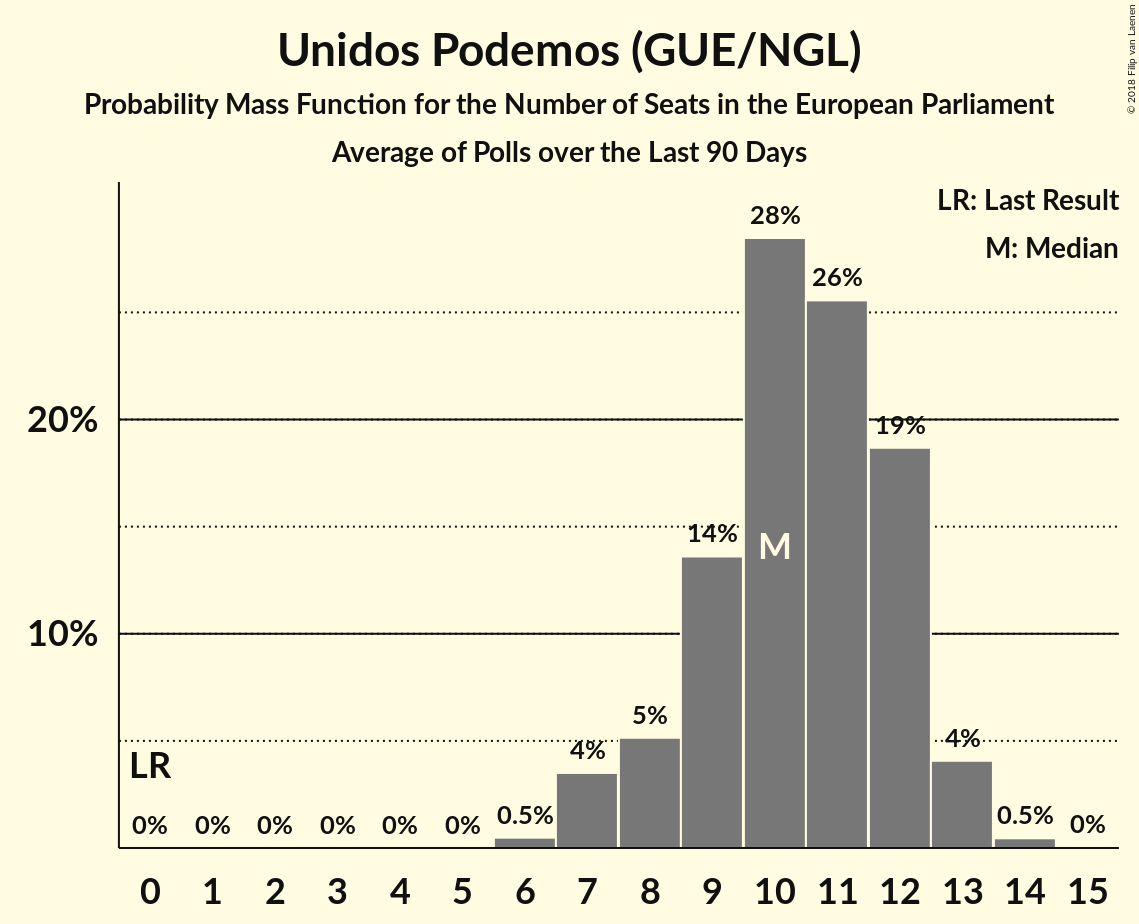 Unidos Podemos (GUE/NGL)
Probability Mass Function for the Number of Seats in the European Parliament
Average of Polls over the Last 90 Days
© 2018 Filip van Laenen
LR: Last Result
M: Median
28%
26%
20%
19%
14%
M
10%
5%
4%
4%
LR
0% 0% 0% 0% 0% 0% 0.5% 0.5% 0%
0 1 2 3 4 5 6 7 8 9 10 11 12 13 14 15